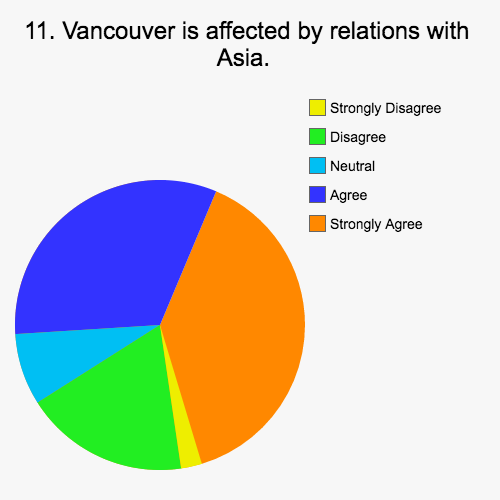 11. Vancouver is affected by relations with
Asia.
Strongly Disagree
Disagree
Neutral
Agree
Strongly Agree